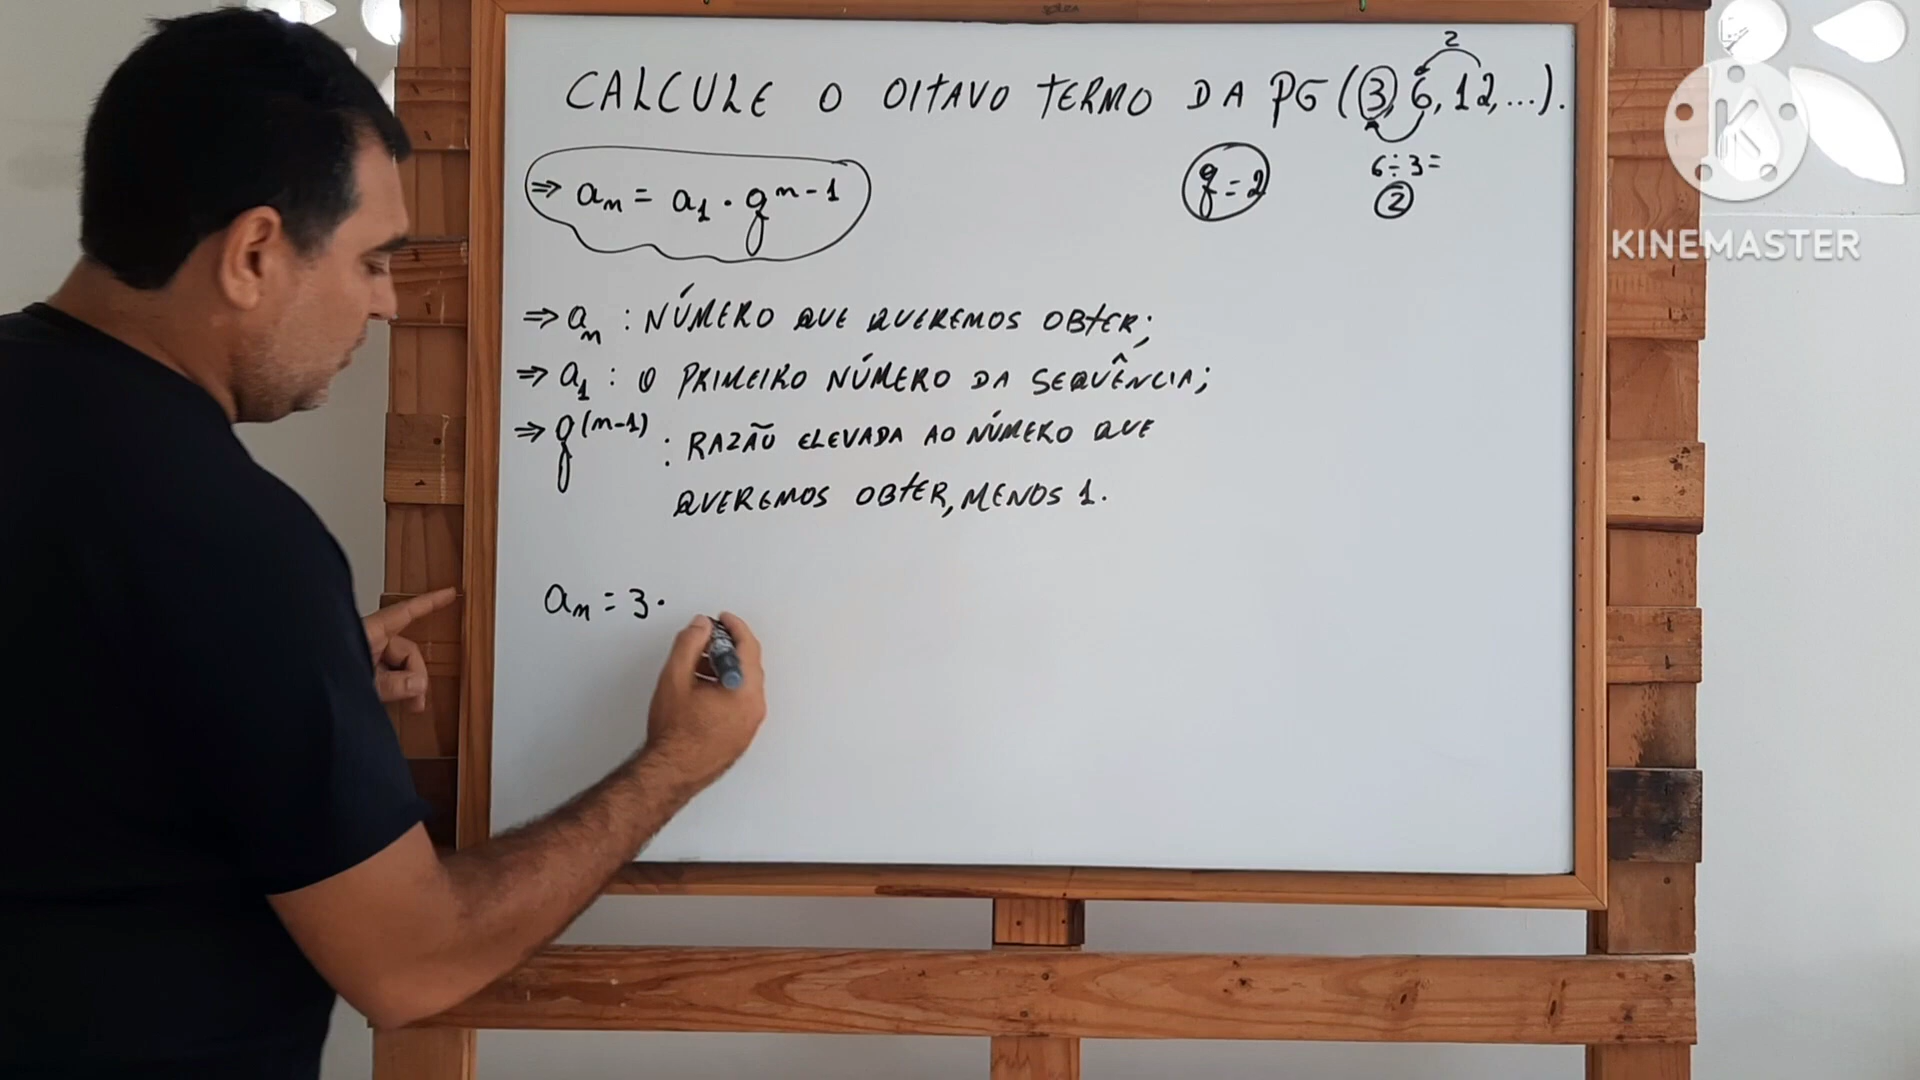 CALCULE O OITAVO TERMO DA PG (3, 6, 12, ...).
2
⇒ an = a1 · q^n-1
q = 2
6 ÷ 3 =
2
⇒ an : NÚMERO QUE QUEREMOS OBTER;
⇒ a1 : O PRIMEIRO NÚMERO DA SEQUÊNCIA;
⇒ q^(n-1) : RAZÃO ELEVADA AO NÚMERO QUE
QUEREMOS OBTER, MENOS 1.
an = 3 ·
K
KINEMASTER